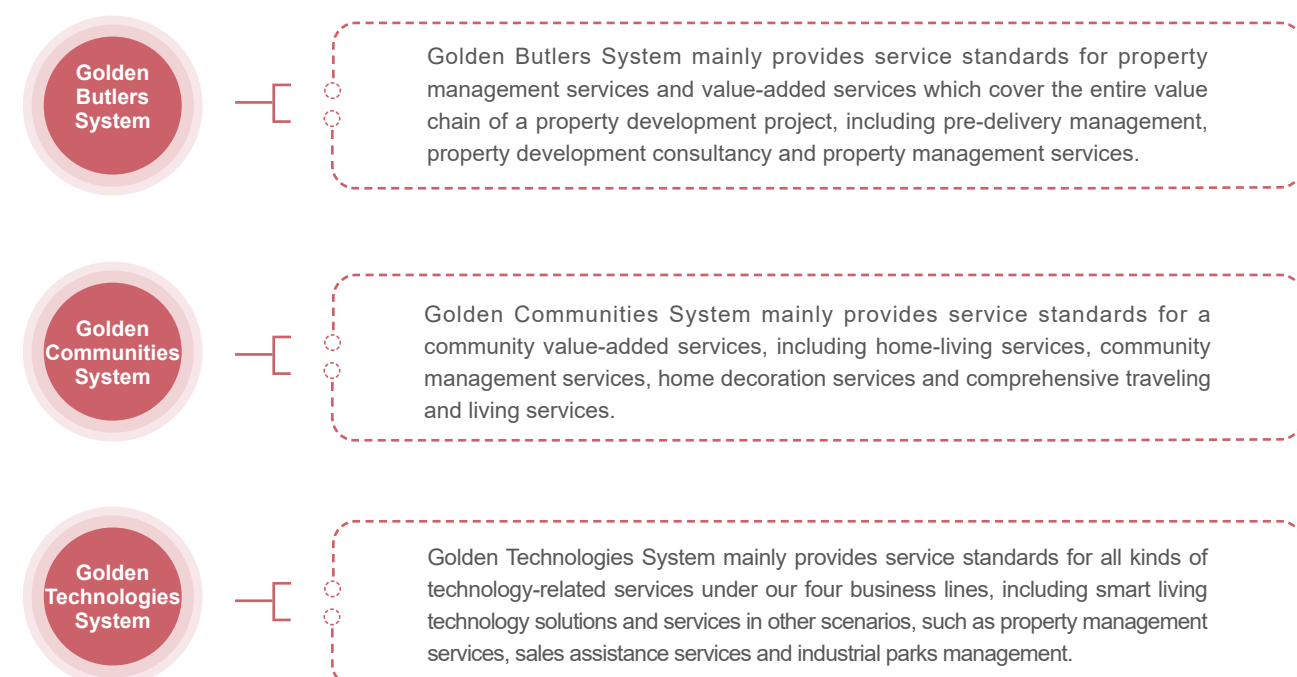 Golden
Butlers
System
Golden Butlers System mainly provides service standards for property
management services and value-added services which cover the entire value
chain of a property development project, including pre-delivery management,
property development consultancy and property management services.
Golden
Communities
System
Golden Communities System mainly provides service standards for a
community value-added services, including home-living services, community
management services, home decoration services and comprehensive traveling
and living services.
Golden
Technologies
System
Golden Technologies System mainly provides service standards for all kinds of
technology-related services under our four business lines, including smart living
technology solutions and services in other scenarios, such as property management
services, sales assistance services and industrial parks management.